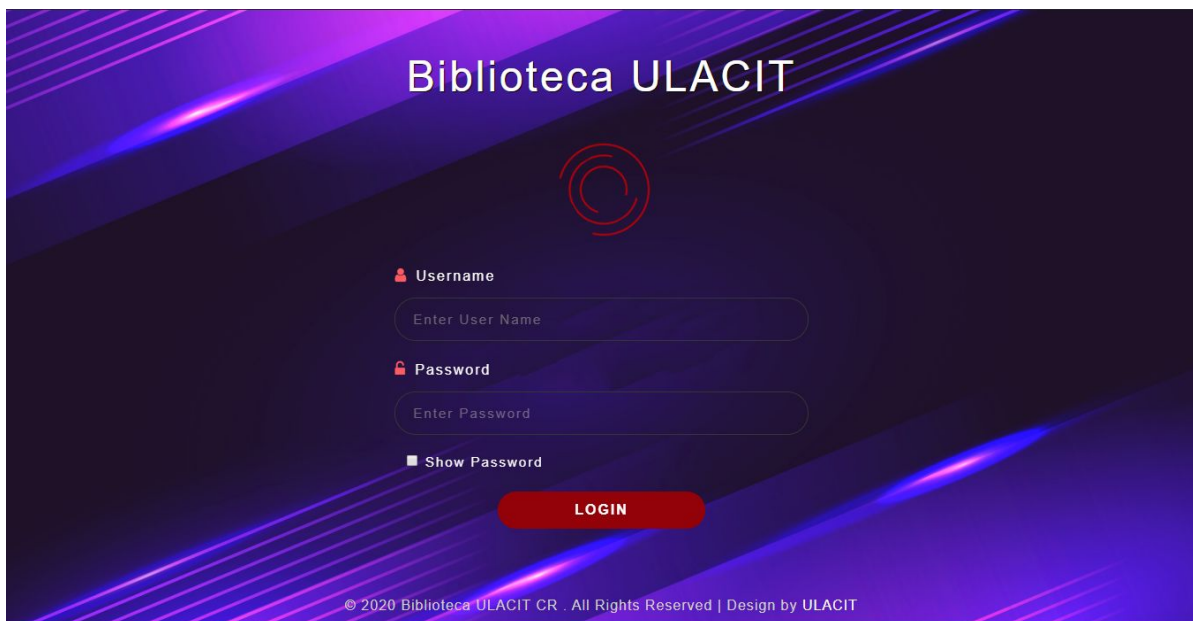 Biblioteca ULACIT
Username
Enter User Name
Password
Enter Password
Show Password
LOGIN
© 2020 Biblioteca ULACIT CR . All Rights Reserved | Design by ULACIT